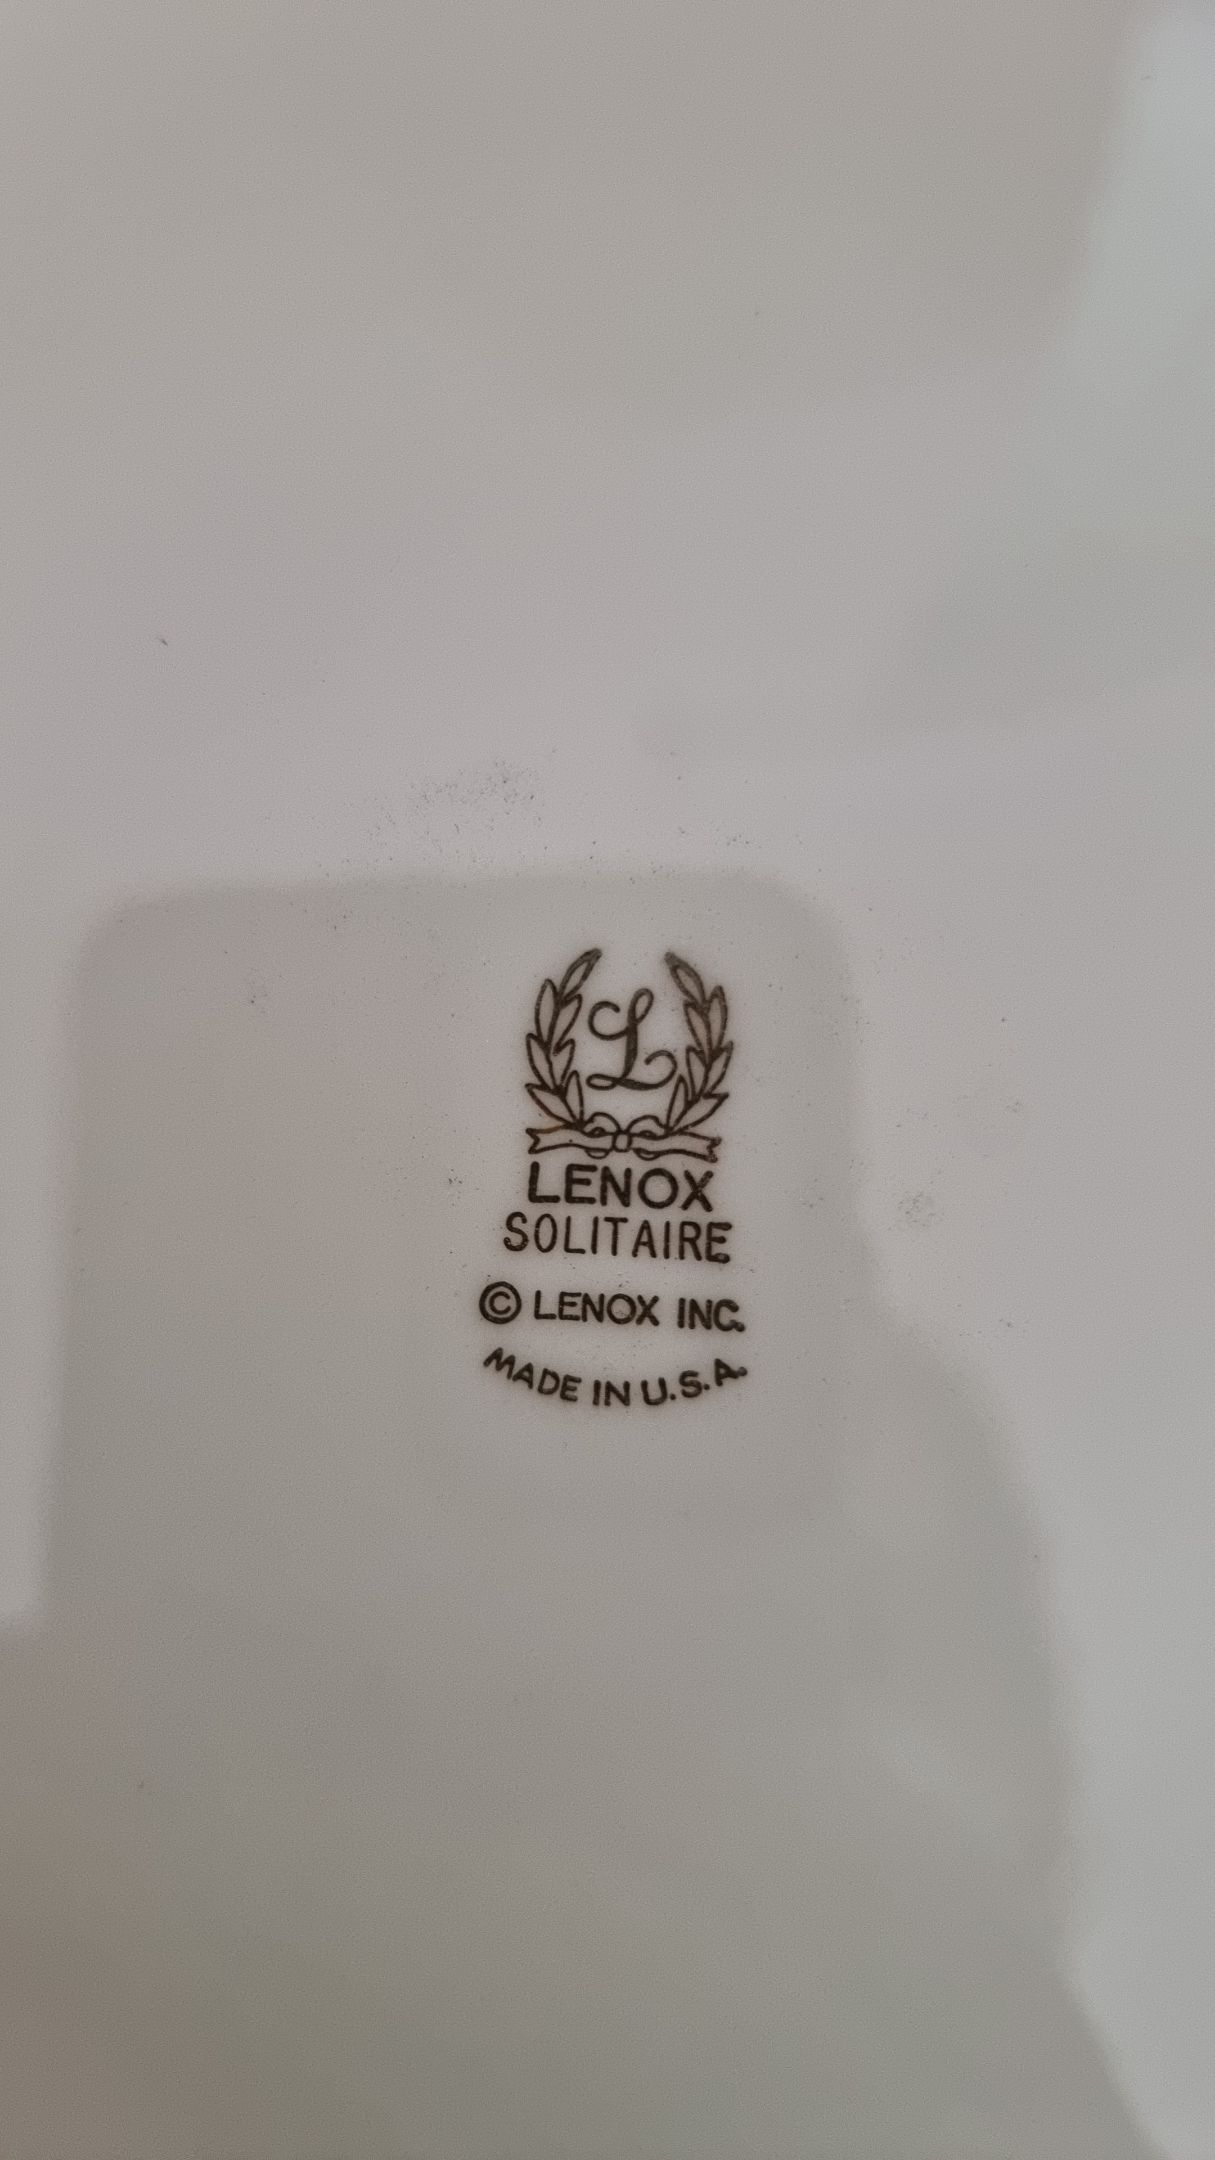 L
LENOX
SOLITAIRE
© LENOX INC.
MADE IN U.S.A.